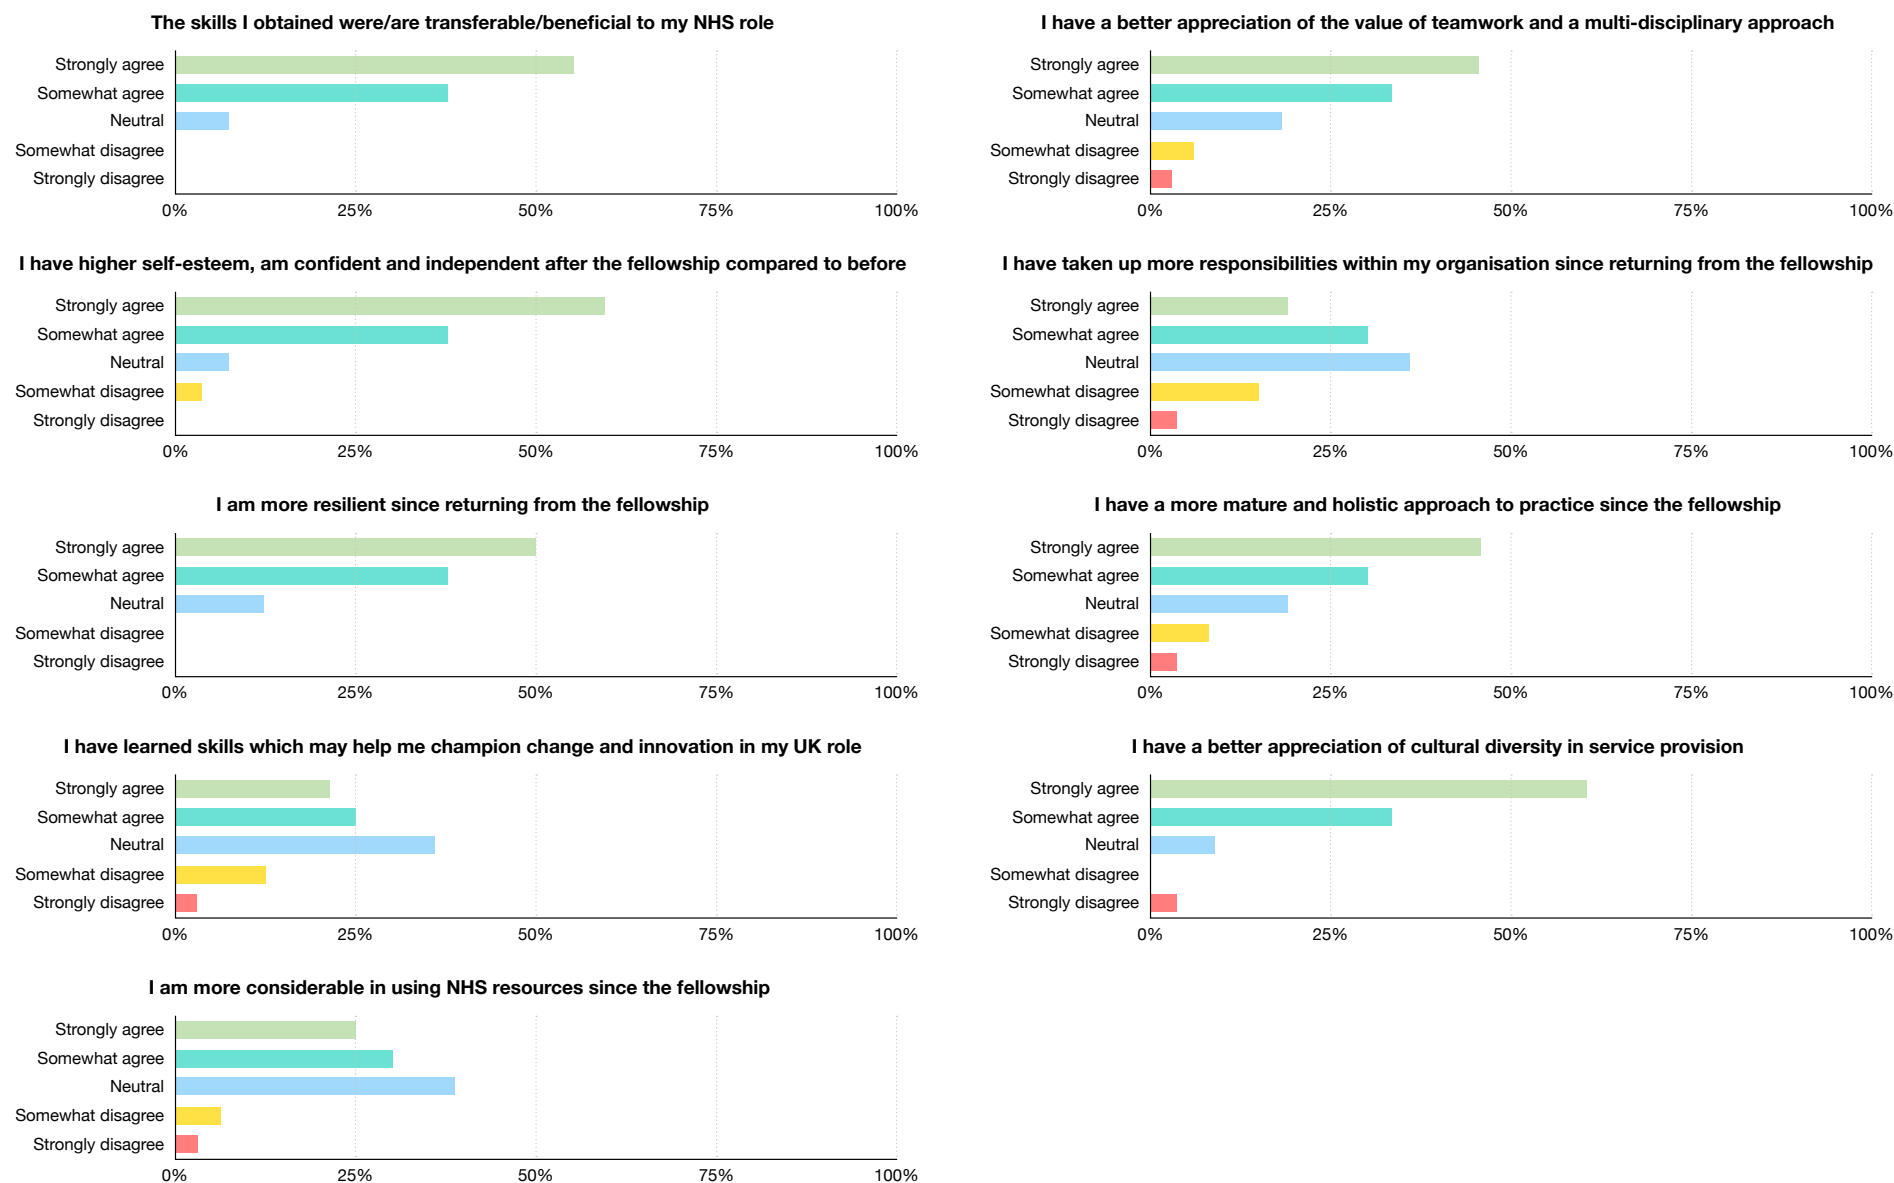 The skills I obtained were/are transferable/beneficial to my NHS role
Strongly agree
Somewhat agree
Neutral
Somewhat disagree
Strongly disagree
0% 25% 50% 75% 100%
I have a better appreciation of the value of teamwork and a multi-disciplinary approach
Strongly agree
Somewhat agree
Neutral
Somewhat disagree
Strongly disagree
0% 25% 50% 75% 100%
I have higher self-esteem, am confident and independent after the fellowship compared to before
Strongly agree
Somewhat agree
Neutral
Somewhat disagree
Strongly disagree
0% 25% 50% 75% 100%
I have taken up more responsibilities within my organisation since returning from the fellowship
Strongly agree
Somewhat agree
Neutral
Somewhat disagree
Strongly disagree
0% 25% 50% 75% 100%
I am more resilient since returning from the fellowship
Strongly agree
Somewhat agree
Neutral
Somewhat disagree
Strongly disagree
0% 25% 50% 75% 100%
I have a more mature and holistic approach to practice since the fellowship
Strongly agree
Somewhat agree
Neutral
Somewhat disagree
Strongly disagree
0% 25% 50% 75% 100%
I have learned skills which may help me champion change and innovation in my UK role
Strongly agree
Somewhat agree
Neutral
Somewhat disagree
Strongly disagree
0% 25% 50% 75% 100%
I have a better appreciation of cultural diversity in service provision
Strongly agree
Somewhat agree
Neutral
Somewhat disagree
Strongly disagree
0% 25% 50% 75% 100%
I am more considerable in using NHS resources since the fellowship
Strongly agree
Somewhat agree
Neutral
Somewhat disagree
Strongly disagree
0% 25% 50% 75% 100%